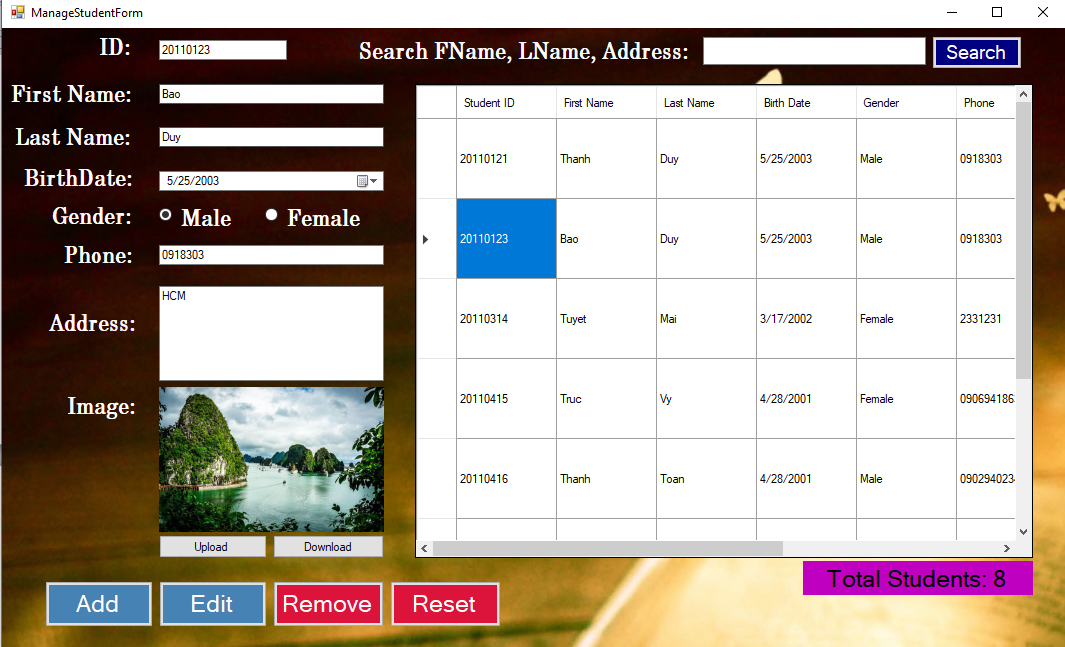 ManageStudentForm
ID: 20110123
Search FName, LName, Address: Search
First Name: Bao
Last Name: Duy
BirthDate: 5/25/2003
Gender: Male Female
Phone: 0918303
Address: HCM
Image:
Upload Download
Student ID First Name Last Name Birth Date Gender Phone
20110121 Thanh Duy 5/25/2003 Male 0918303
20110123 Bao Duy 5/25/2003 Male 0918303
20110314 Tuyet Mai 3/17/2002 Female 2331231
20110415 Truc Vy 4/28/2001 Female
20110416 Thanh Toan 4/28/2001 Male
Total Students: 8
Add Edit Remove Reset